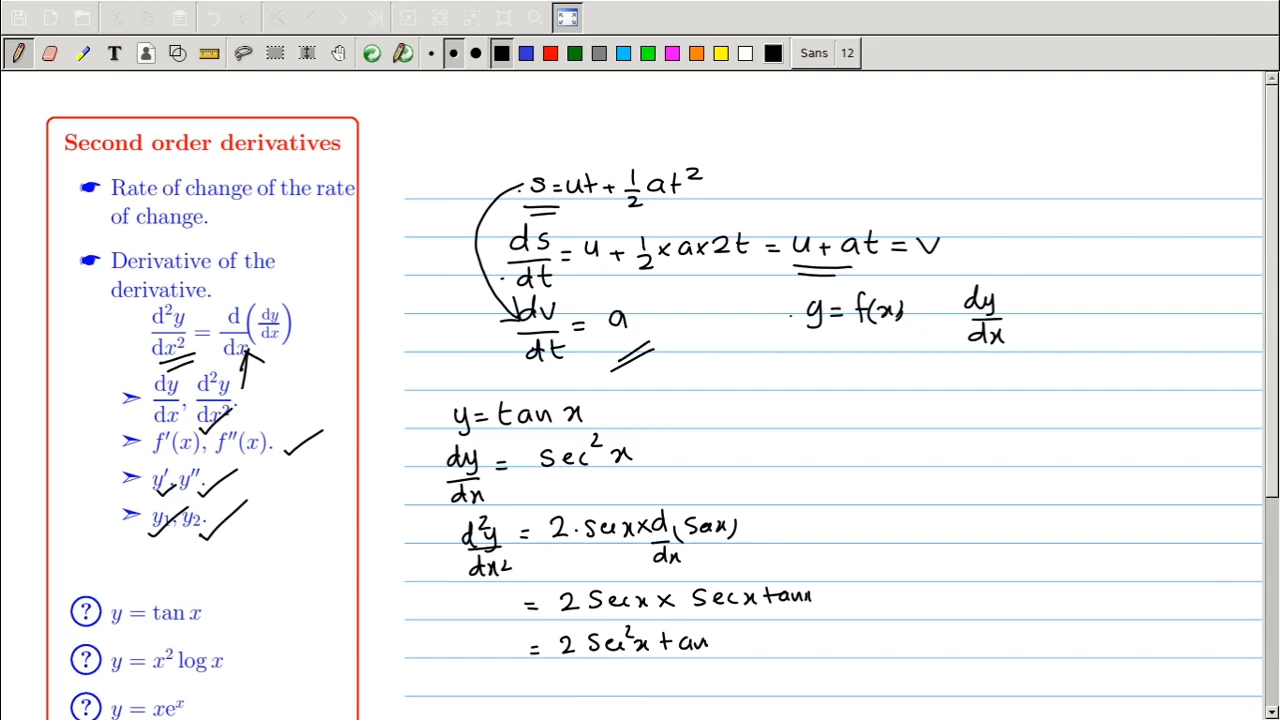 Sans 12
Second order derivatives
Rate of change of the rate
of change.
Derivative of the
derivative.
d²y/dx² = d/dx (dy/dx)
dy/dx, d²y/dx².
f′(x), f″(x).
y′, y″.
y₁, y₂.
? y = tan x
? y = x² log x
? y = xeˣ
s = ut + 1/2 at²
ds/dt = u + 1/2 × a × 2t = u + at = v
dv/dt = a
y = f(x) dy/dx
y = tan x
dy/dx = sec² x
d²y/dx² = 2 · secx × d/dx (secx)
= 2 secx × secx tanx
= 2 sec²x tan